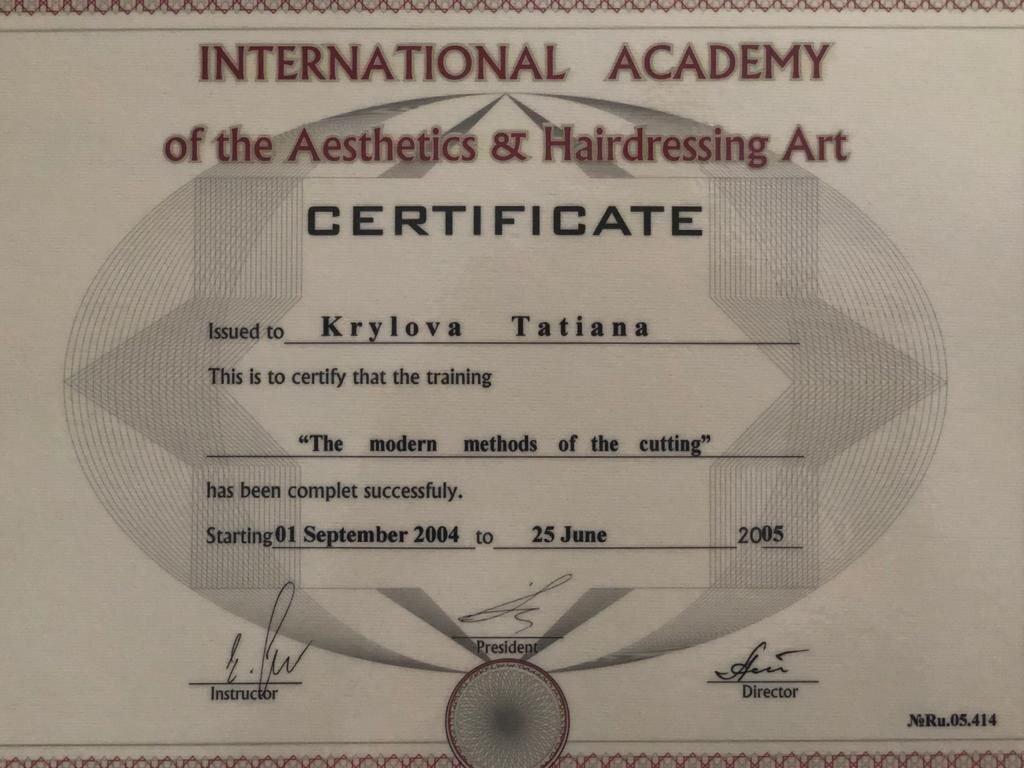 INTERNATIONAL ACADEMY
of the Aesthetics & Hairdressing Art
CERTIFICATE
Issued to Krylova Tatiana
This is to certify that the training
“The modern methods of the cutting”
has been complet successfuly.
Starting 01 September 2004 to 25 June 2005
President
Instructor
Director
№Ru.05.414